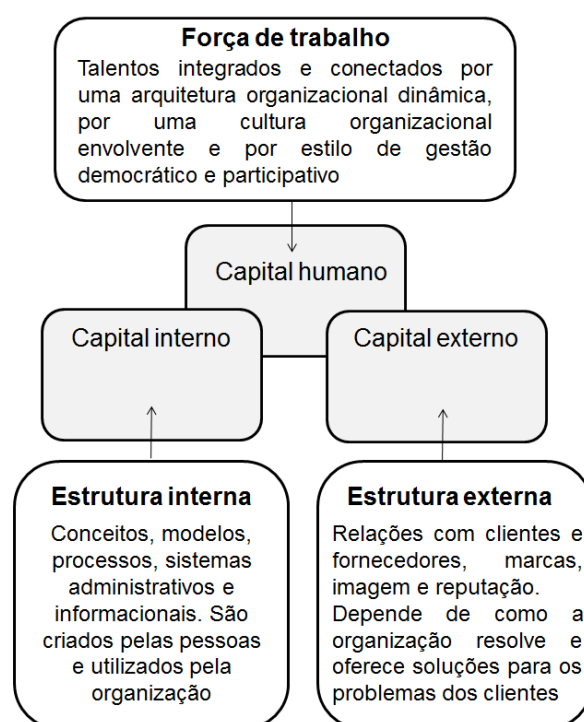 Força de trabalho
Talentos integrados e conectados por
uma arquitetura organizacional dinâmica,
por uma cultura organizacional
envolvente e por estilo de gestão
democrático e participativo
Capital humano
Capital interno
Capital externo
Estrutura interna
Conceitos, modelos,
processos, sistemas
administrativos e
informacionais. São
criados pelas pessoas
e utilizados pela
organização
Estrutura externa
Relações com clientes e
fornecedores, marcas,
imagem e reputação.
Depende de como a
organização resolve e
oferece soluções para os
problemas dos clientes